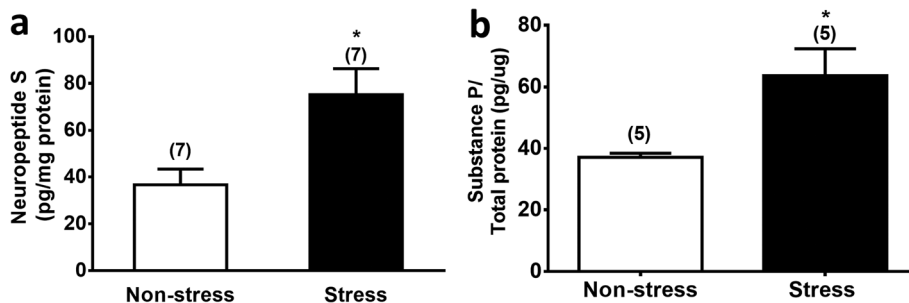 a
Neuropeptide S
(pg/mg protein)
100
80
60
40
20
0
(7)
*
(7)
Non-stress
Stress
b
Substance P/
Total protein (pg/ug)
80
60
40
20
0
(5)
*
(5)
Non-stress
Stress